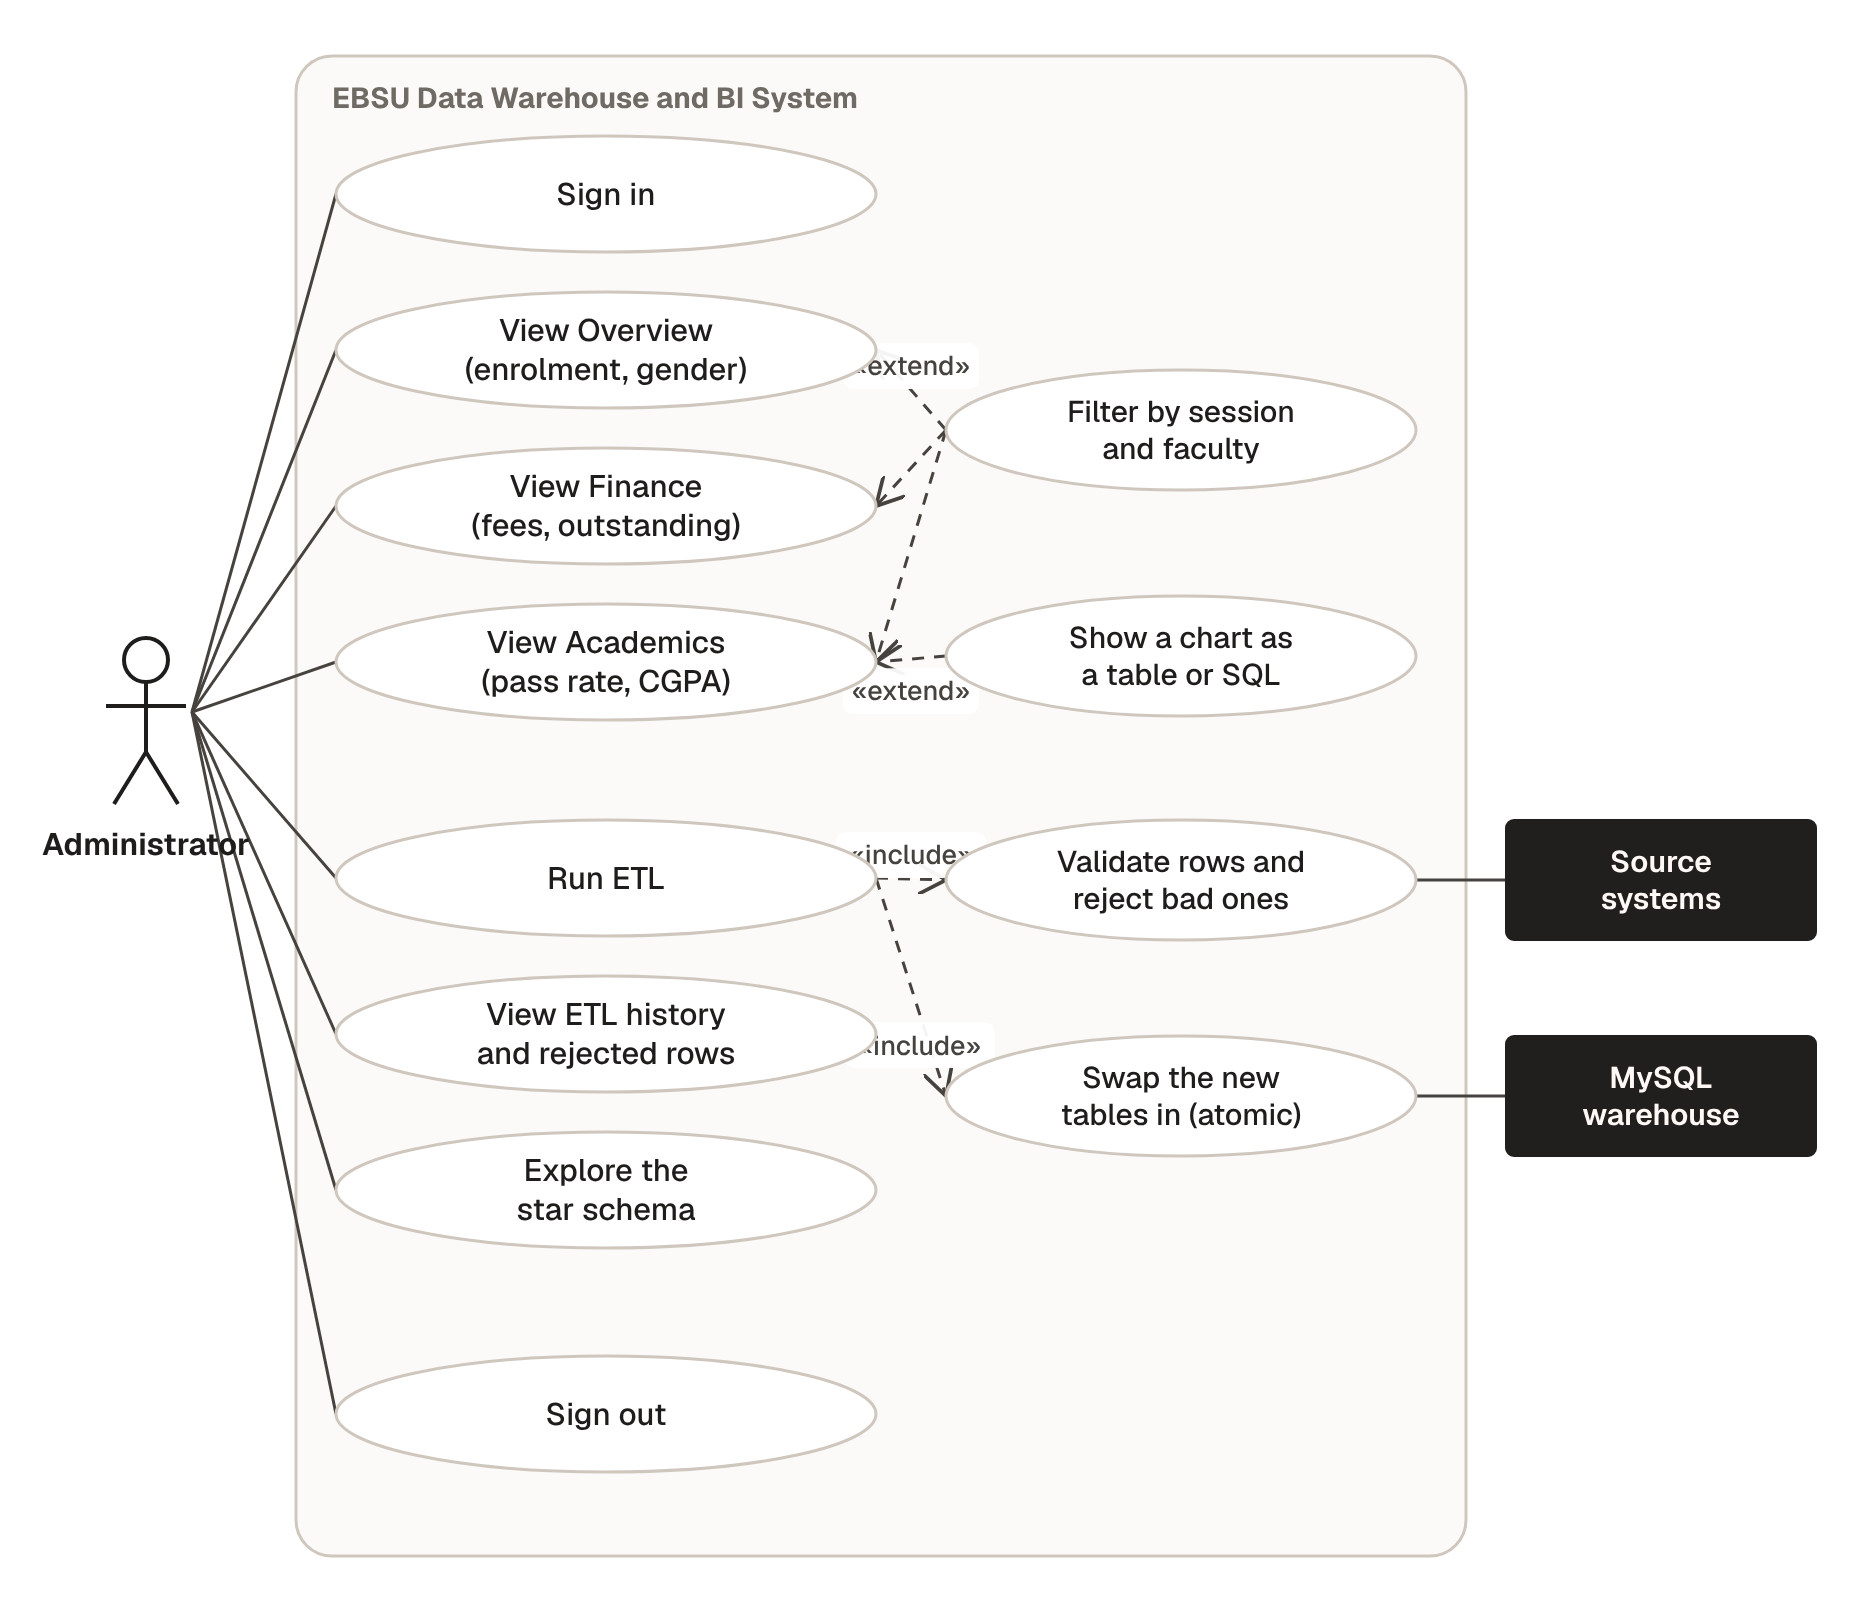 EBSU Data Warehouse and BI System
Sign in
View Overview
(enrolment, gender)
«extend»
Filter by session
and faculty
View Finance
(fees, outstanding)
View Academics
(pass rate, CGPA)
Show a chart as
a table or SQL
«extend»
Administrator
Run ETL
«include»
Validate rows and
reject bad ones
Source
systems
View ETL history
and rejected rows
«include»
Swap the new
tables in (atomic)
MySQL
warehouse
Explore the
star schema
Sign out